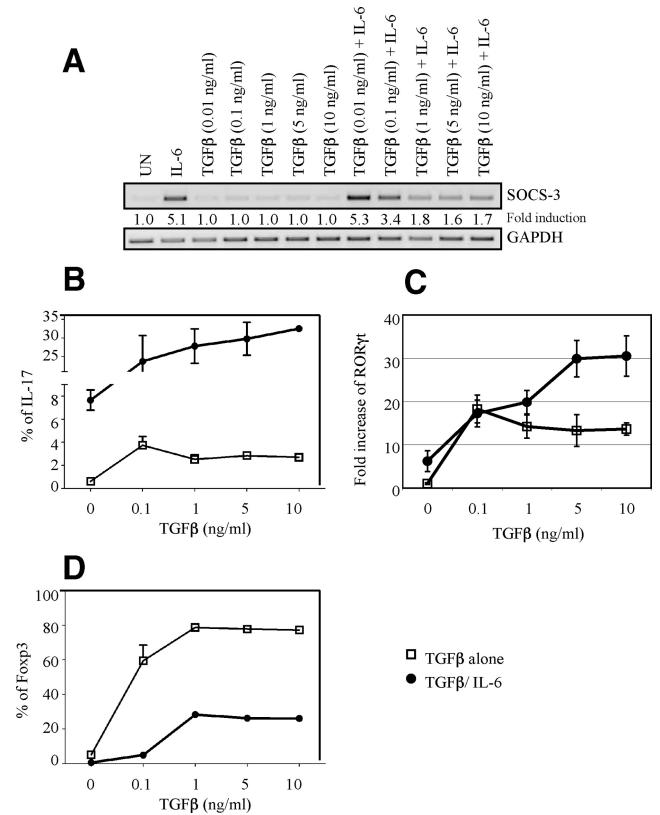 A
UN
IL-6
TGFβ (0.01 ng/ml)
TGFβ (0.1 ng/ml)
TGFβ (1 ng/ml)
TGFβ (5 ng/ml)
TGFβ (10 ng/ml)
TGFβ (0.01 ng/ml) + IL-6
TGFβ (0.1 ng/ml) + IL-6
TGFβ (1 ng/ml) + IL-6
TGFβ (5 ng/ml) + IL-6
TGFβ (10 ng/ml) + IL-6
SOCS-3
1.0 5.1 1.0 1.0 1.0 1.0 1.0 5.3 3.4 1.8 1.6 1.7 Fold induction
GAPDH
B
% of IL-17
35
30
25
8
6
4
2
0
0 0.1 1 5 10
TGFβ (ng/ml)
C
Fold increase of RORγt
40
30
20
10
0
0 0.1 1 5 10
TGFβ (ng/ml)
D
% of Foxp3
100
80
60
40
20
0
0 0.1 1 5 10
TGFβ (ng/ml)
TGFβ alone
TGFβ/ IL-6